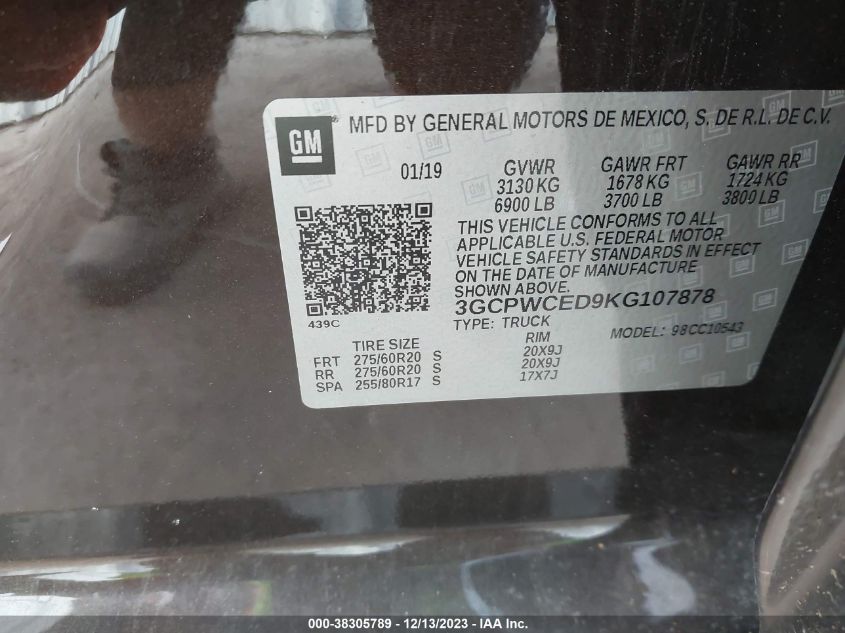 GM
MFD BY GENERAL MOTORS DE MEXICO, S. DE R.L. DE C.V.
01/19 GVWR GAWR FRT GAWR RR
3130 KG 1678 KG 1724 KG
6900 LB 3700 LB 3800 LB
THIS VEHICLE CONFORMS TO ALL
APPLICABLE U.S. FEDERAL MOTOR
VEHICLE SAFETY STANDARDS IN EFFECT
ON THE DATE OF MANUFACTURE
SHOWN ABOVE.
439C
3GCPWCED9KG107878
TYPE: TRUCK MODEL: 98CC10543
TIRE SIZE RIM
FRT 275/60R20 S 20X9J
RR 275/60R20 S 20X9J
SPA 255/80R17 S 17X7J
000-38305789 - 12/13/2023 - IAA Inc.